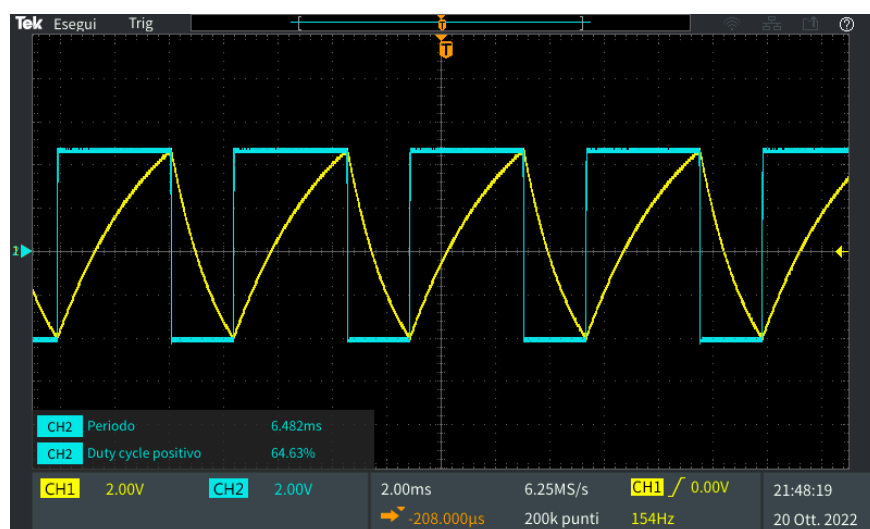 Tek Esegui Trig
T
CH2 Periodo 6.482ms
CH2 Duty cycle positivo 64.63%
CH1 2.00V CH2 2.00V 2.00ms 6.25MS/s CH1 0.00V 21:48:19
-208.000µs 200k punti 154Hz 20 Ott. 2022